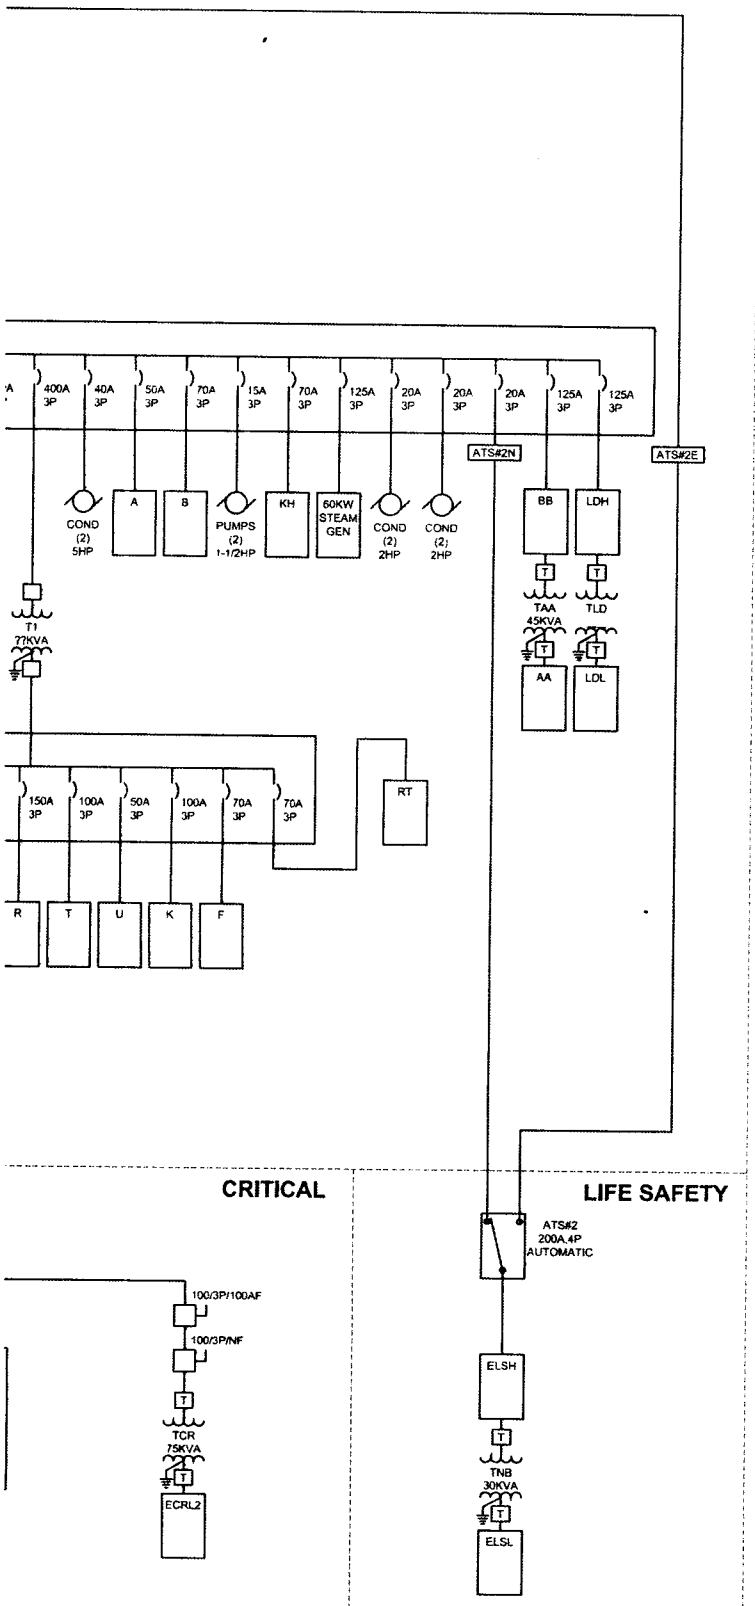 400A
3P
40A
3P
50A
3P
70A
3P
15A
3P
70A
3P
125A
3P
20A
3P
20A
3P
20A
3P
125A
3P
125A
3P
ATS#2N
ATS#2E
COND
(2)
5HP
A
B
PUMPS
(2)
1-1/2HP
KH
60KW
STEAM
GEN
COND
(2)
2HP
COND
(2)
2HP
BB
LDH
T
T
TAA
45KVA
TLD
T
T
AA
LDL
T1
??KVA
150A
3P
100A
3P
50A
3P
100A
3P
70A
3P
70A
3P
RT
R
T
U
K
F
CRITICAL
LIFE SAFETY
ATS#2
200A,4P
AUTOMATIC
100/3P/100AF
100/3P/NF
T
TCR
75KVA
T
ECRL2
ELSH
T
TNB
30KVA
T
ELSL